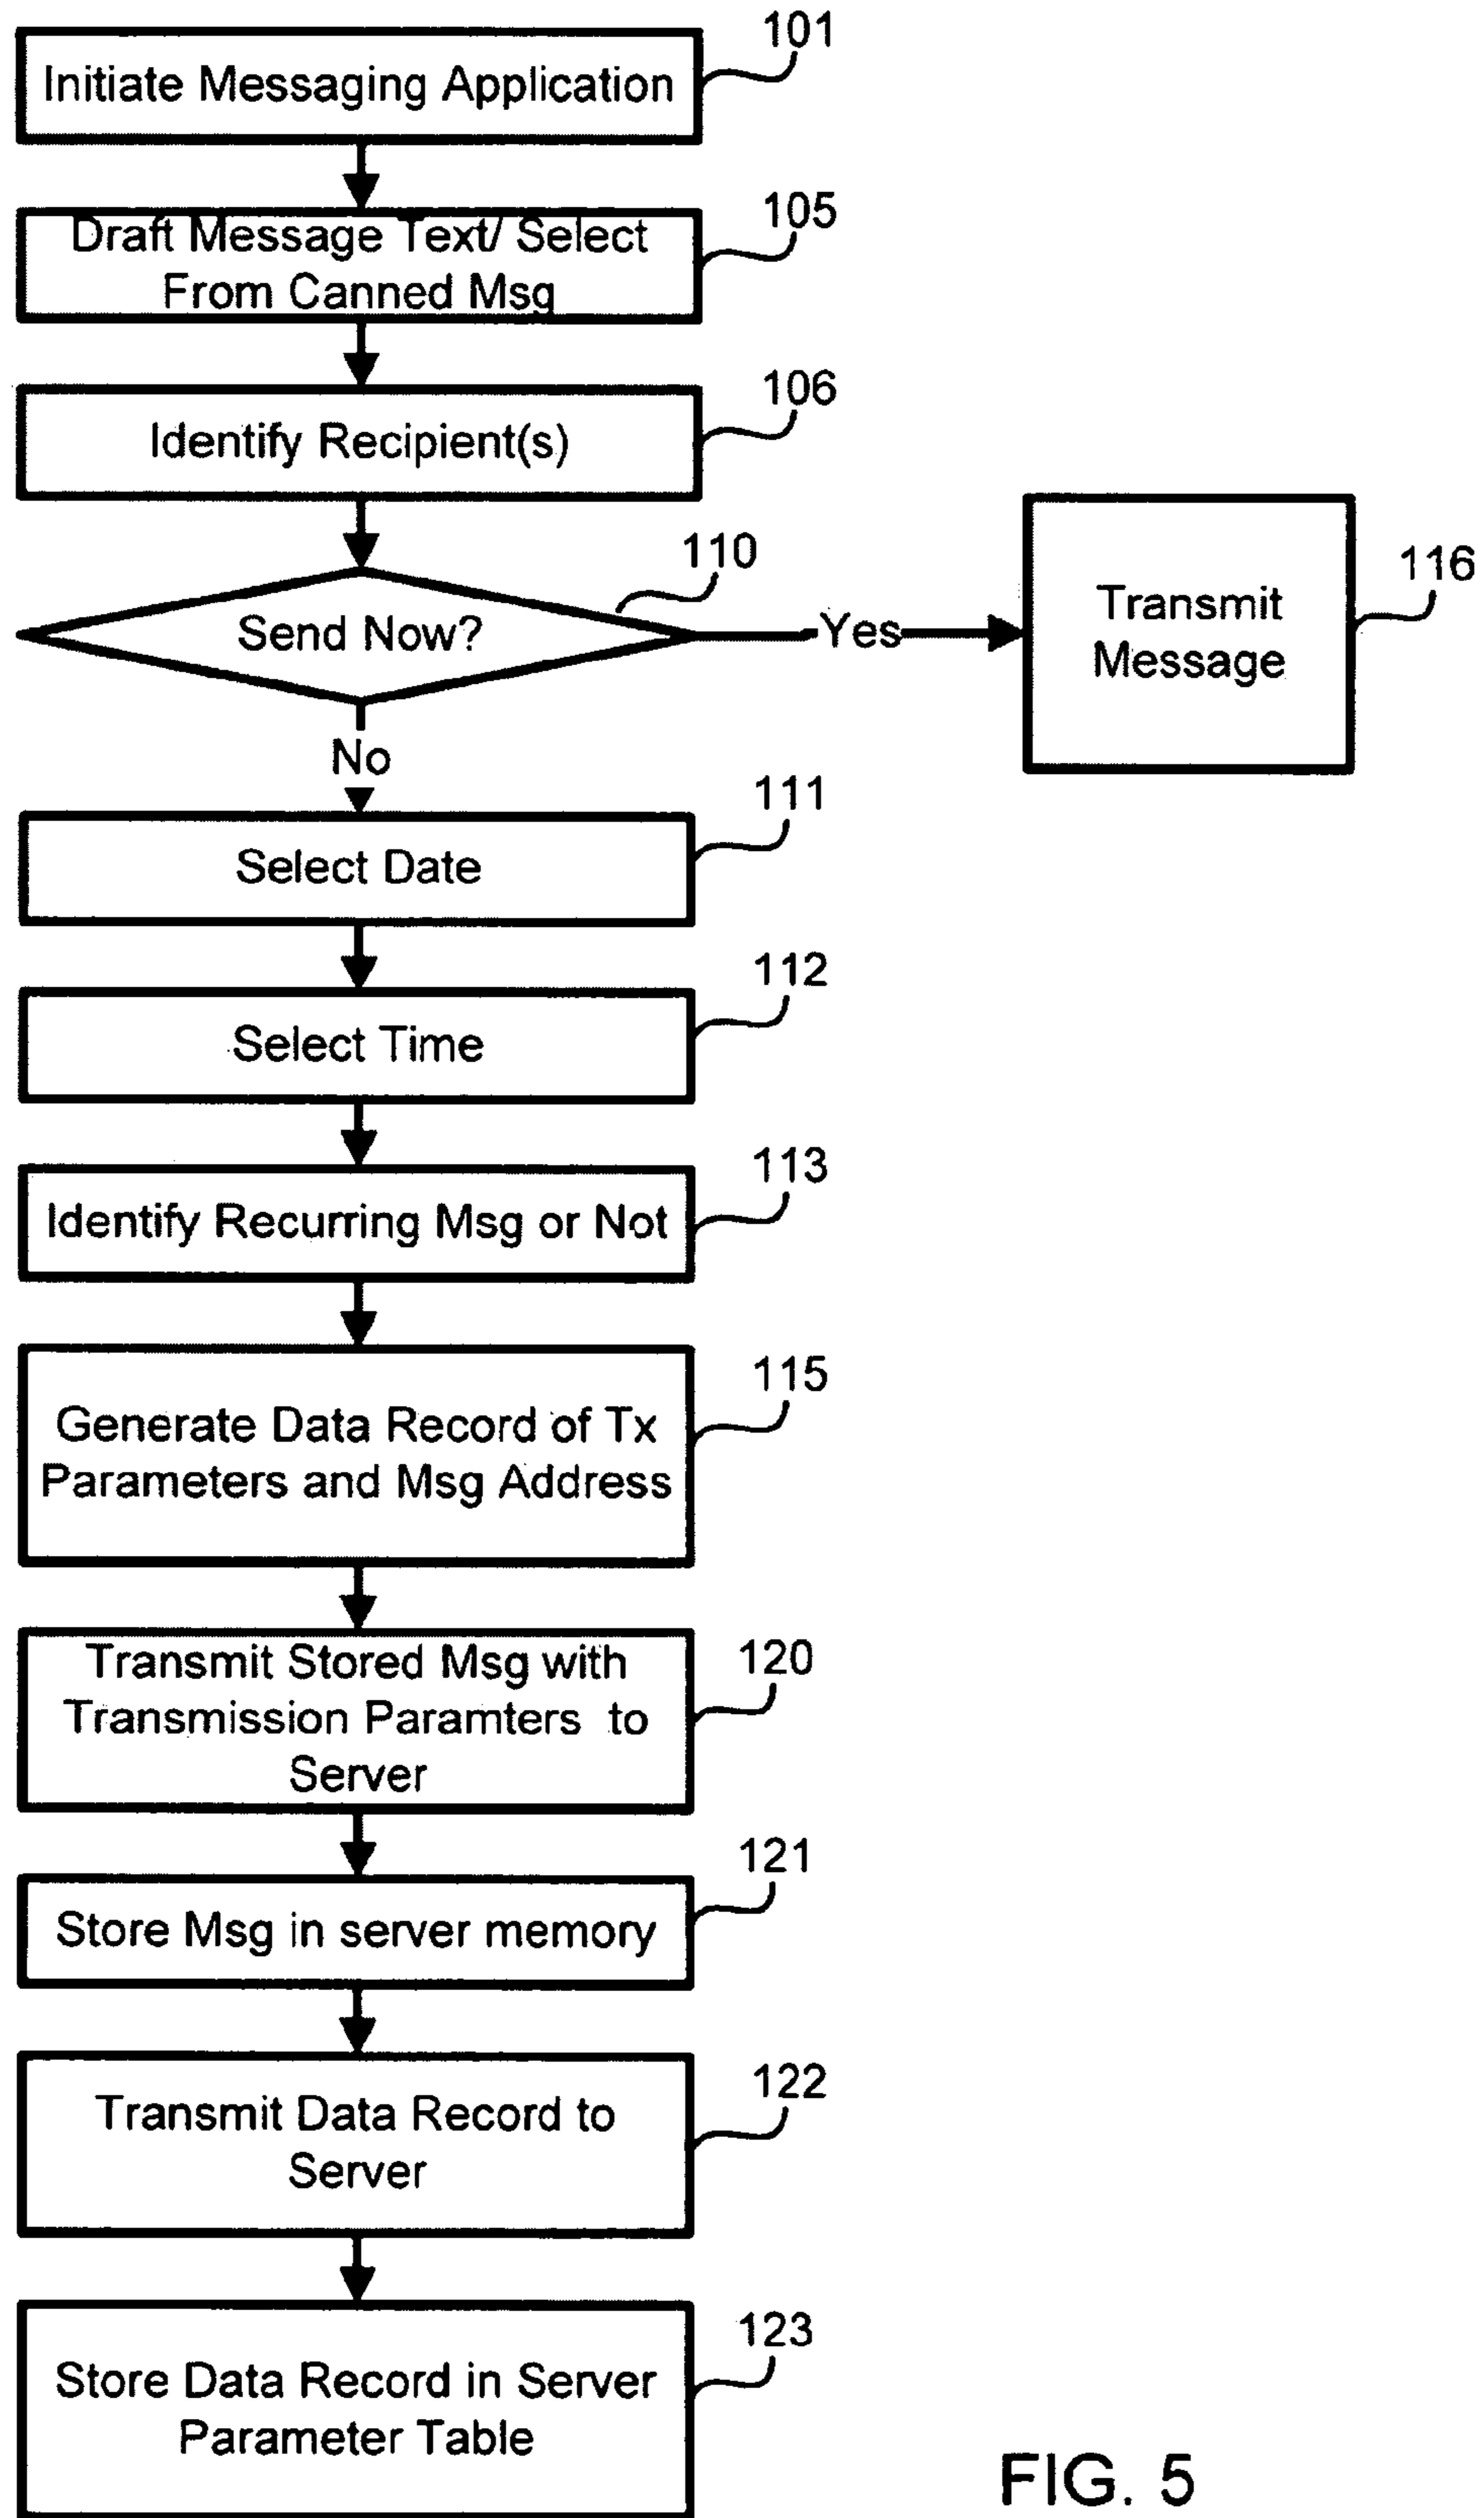 101
Initiate Messaging Application
105
Draft Message Text/ Select
From Canned Msg
106
Identify Recipient(s)
110
Send Now?
Yes
116
Transmit
Message
No
111
Select Date
112
Select Time
113
Identify Recurring Msg or Not
115
Generate Data Record of Tx
Parameters and Msg Address
120
Transmit Stored Msg with
Transmission Paramters to
Server
121
Store Msg in server memory
122
Transmit Data Record to
Server
123
Store Data Record in Server
Parameter Table
FIG. 5